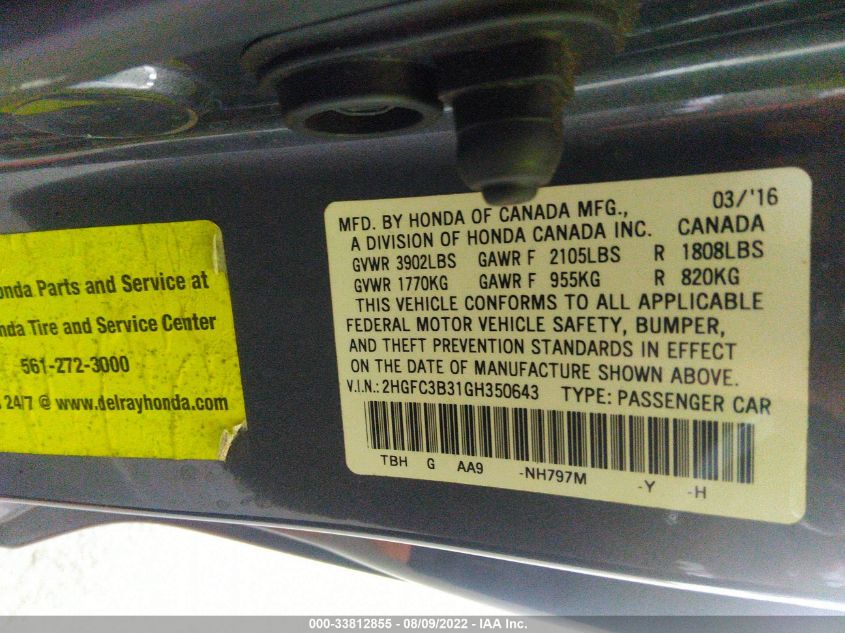 onda Parts and Service at
nda Tire and Service Center
561-272-3000
24/7 @ www.delrayhonda.com
03/'16
MFD. BY HONDA OF CANADA MFG.,
A DIVISION OF HONDA CANADA INC. CANADA
GVWR 3902LBS GAWR F 2105LBS R 1808LBS
GVWR 1770KG GAWR F 955KG R 820KG
THIS VEHICLE CONFORMS TO ALL APPLICABLE
FEDERAL MOTOR VEHICLE SAFETY, BUMPER,
AND THEFT PREVENTION STANDARDS IN EFFECT
ON THE DATE OF MANUFACTURE SHOWN ABOVE.
V.I.N.: 2HGFC3B31GH350643 TYPE: PASSENGER CAR
TBH G AA9 -NH797M -Y -H
000-33812855 - 08/09/2022 - IAA Inc.